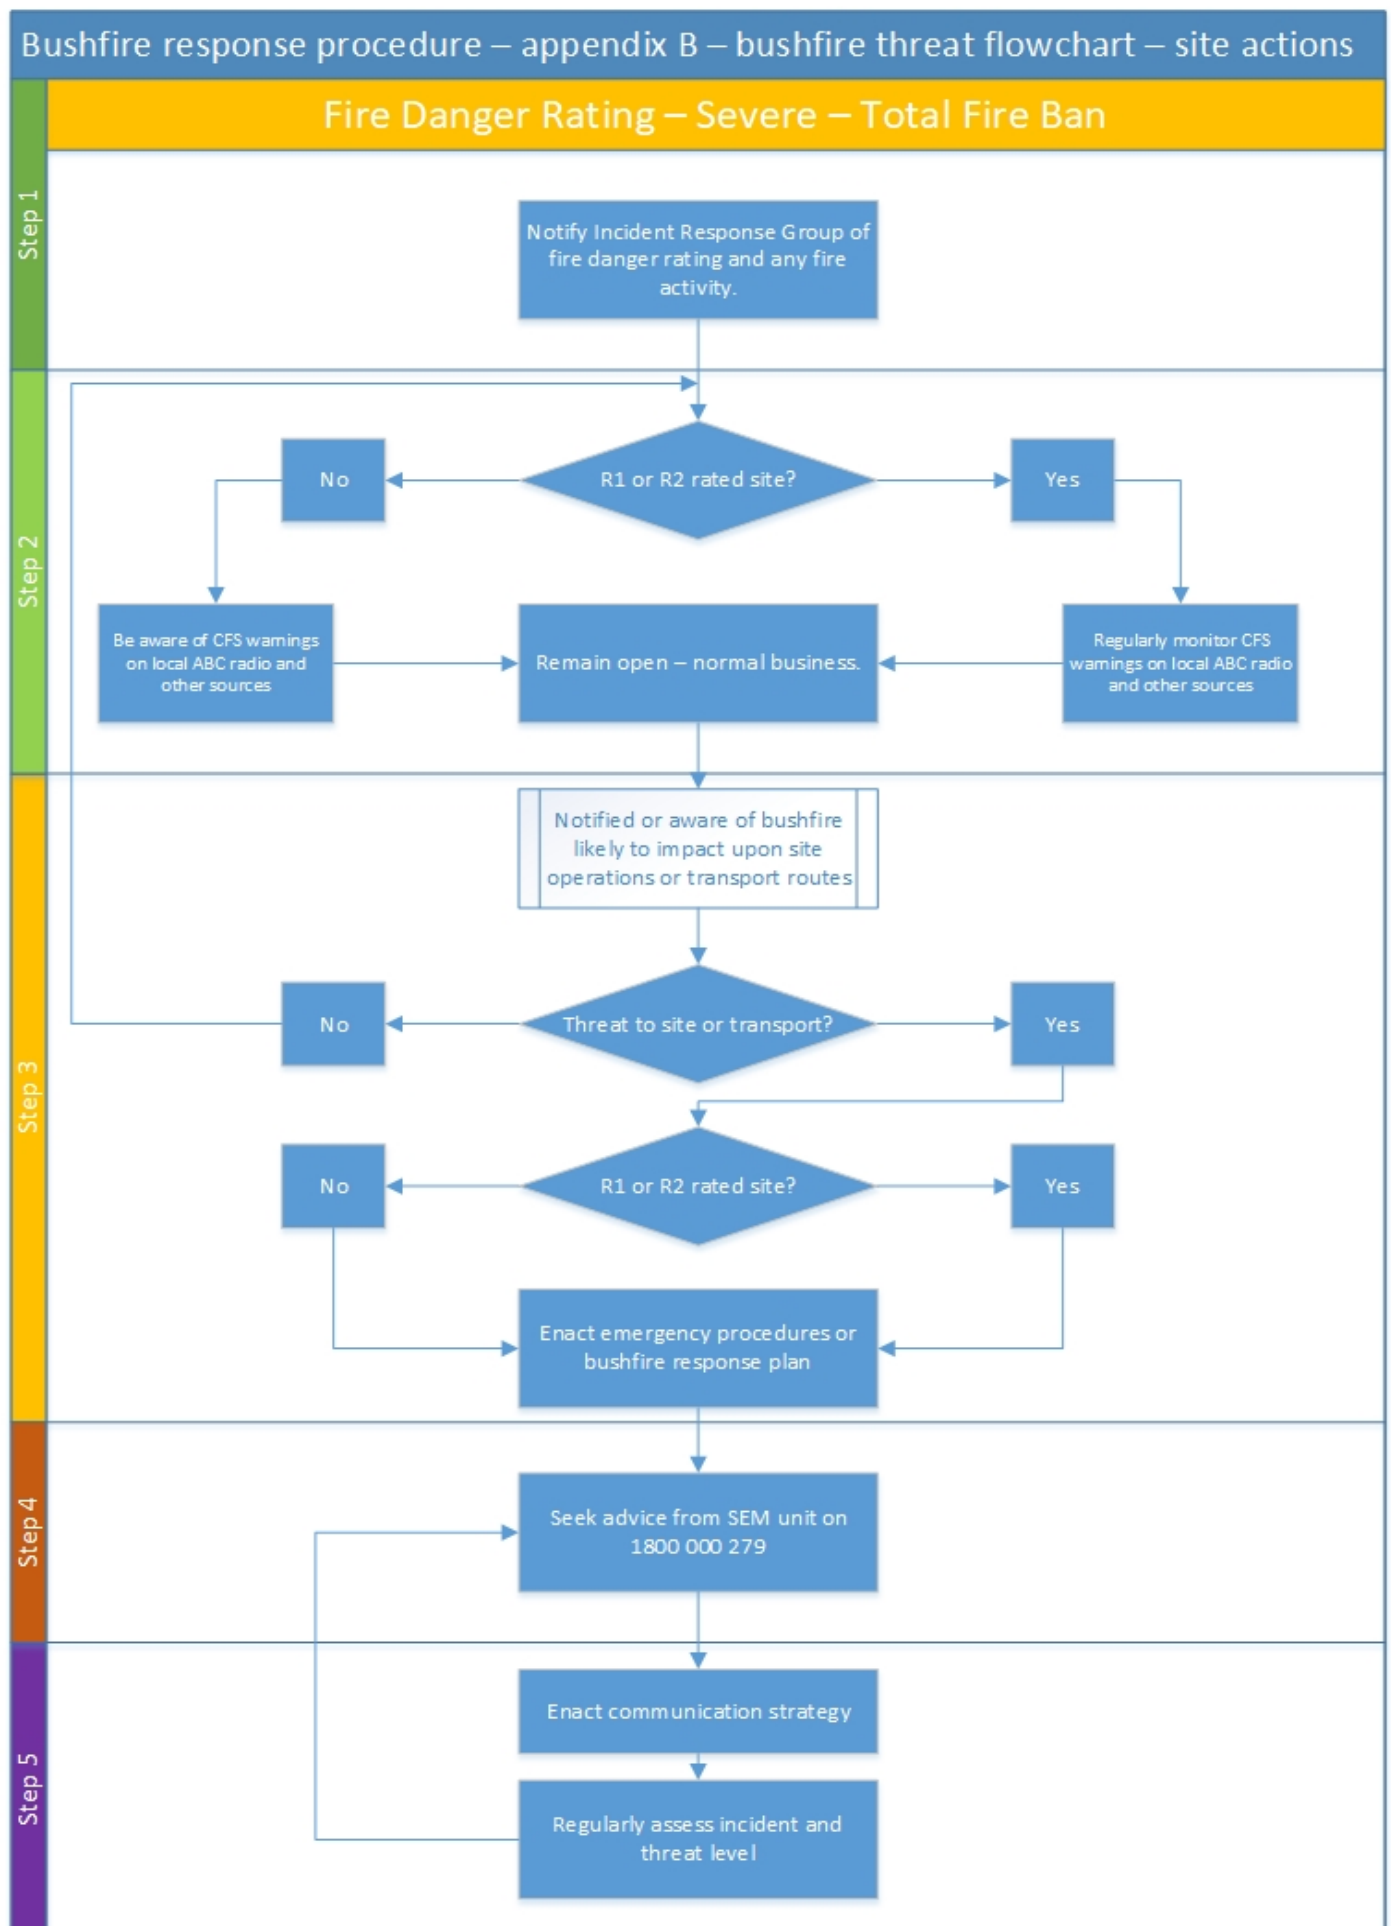 Bushfire response procedure – appendix B – bushfire threat flowchart – site actions
Fire Danger Rating – Severe – Total Fire Ban
Step 1
Notify Incident Response Group of
fire danger rating and any fire
activity.
Step 2
No
R1 or R2 rated site?
Yes
Be aware of CFS warnings
on local ABC radio and
other sources
Remain open – normal business.
Regularly monitor CFS
warnings on local ABC radio
and other sources
Step 3
Notified or aware of bushfire
likely to impact upon site
operations or transport routes
No
Threat to site or transport?
Yes
No
R1 or R2 rated site?
Yes
Enact emergency procedures or
bushfire response plan
Step 4
Seek advice from SEM unit on
1800 000 279
Step 5
Enact communication strategy
Regularly assess incident and
threat level